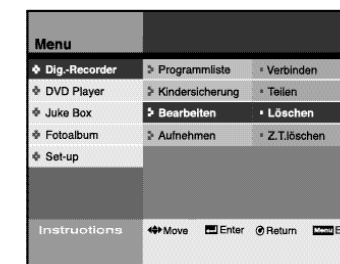 Menu
Dig.-Recorder Programmliste Verbinden
DVD Player Kindersicherung Teilen
Juke Box Bearbeiten Löschen
Fotoalbum Aufnehmen Z.T.löschen
Set-up
Instructions Move Enter Return Menu E